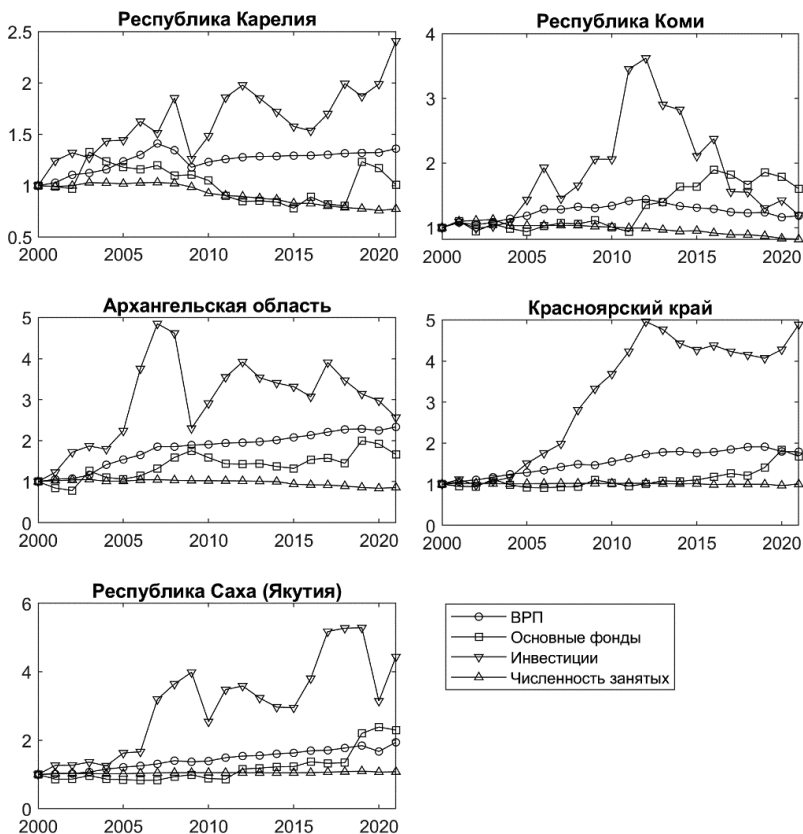 Республика Карелия
2.5
2
1.5
1
0.5
2000 2005 2010 2015 2020
Республика Коми
4
3
2
1
2000 2005 2010 2015 2020
Архангельская область
5
4
3
2
1
0
2000 2005 2010 2015 2020
Красноярский край
5
4
3
2
1
0
2000 2005 2010 2015 2020
Республика Саха (Якутия)
6
4
2
0
2000 2005 2010 2015 2020
ВРП
Основные фонды
Инвестиции
Численность занятых